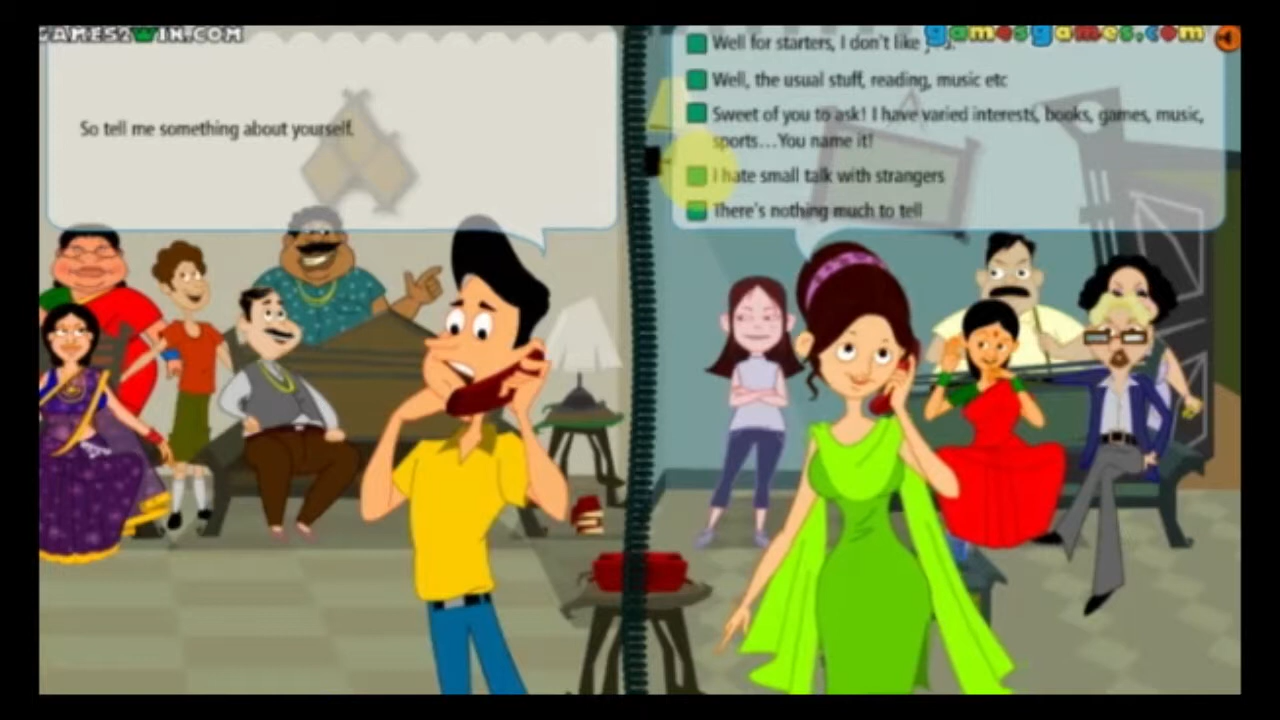 GAMES2WIN.COM
gamesgames.com
So tell me something about yourself.
Well for starters, I don't like
Well, the usual stuff, reading, music etc
Sweet of you to ask! I have varied interests, books, games, music,
sports...You name it!
I hate small talk with strangers
There's nothing much to tell